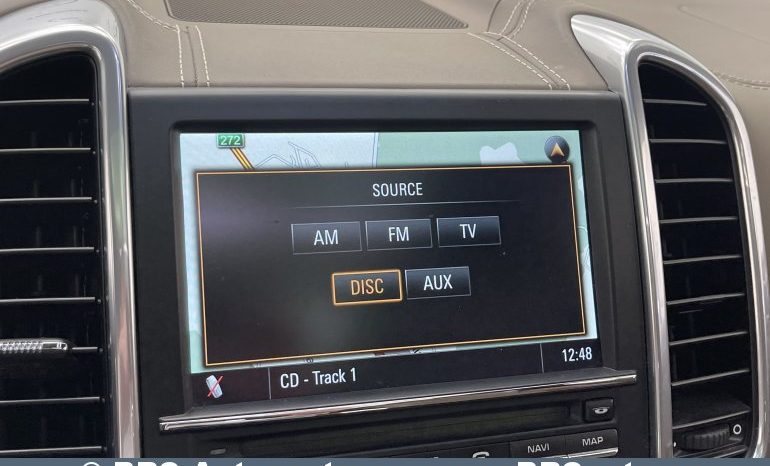 272
SOURCE
AM FM TV
DISC AUX
CD - Track 1 12:48
NAVI MAP